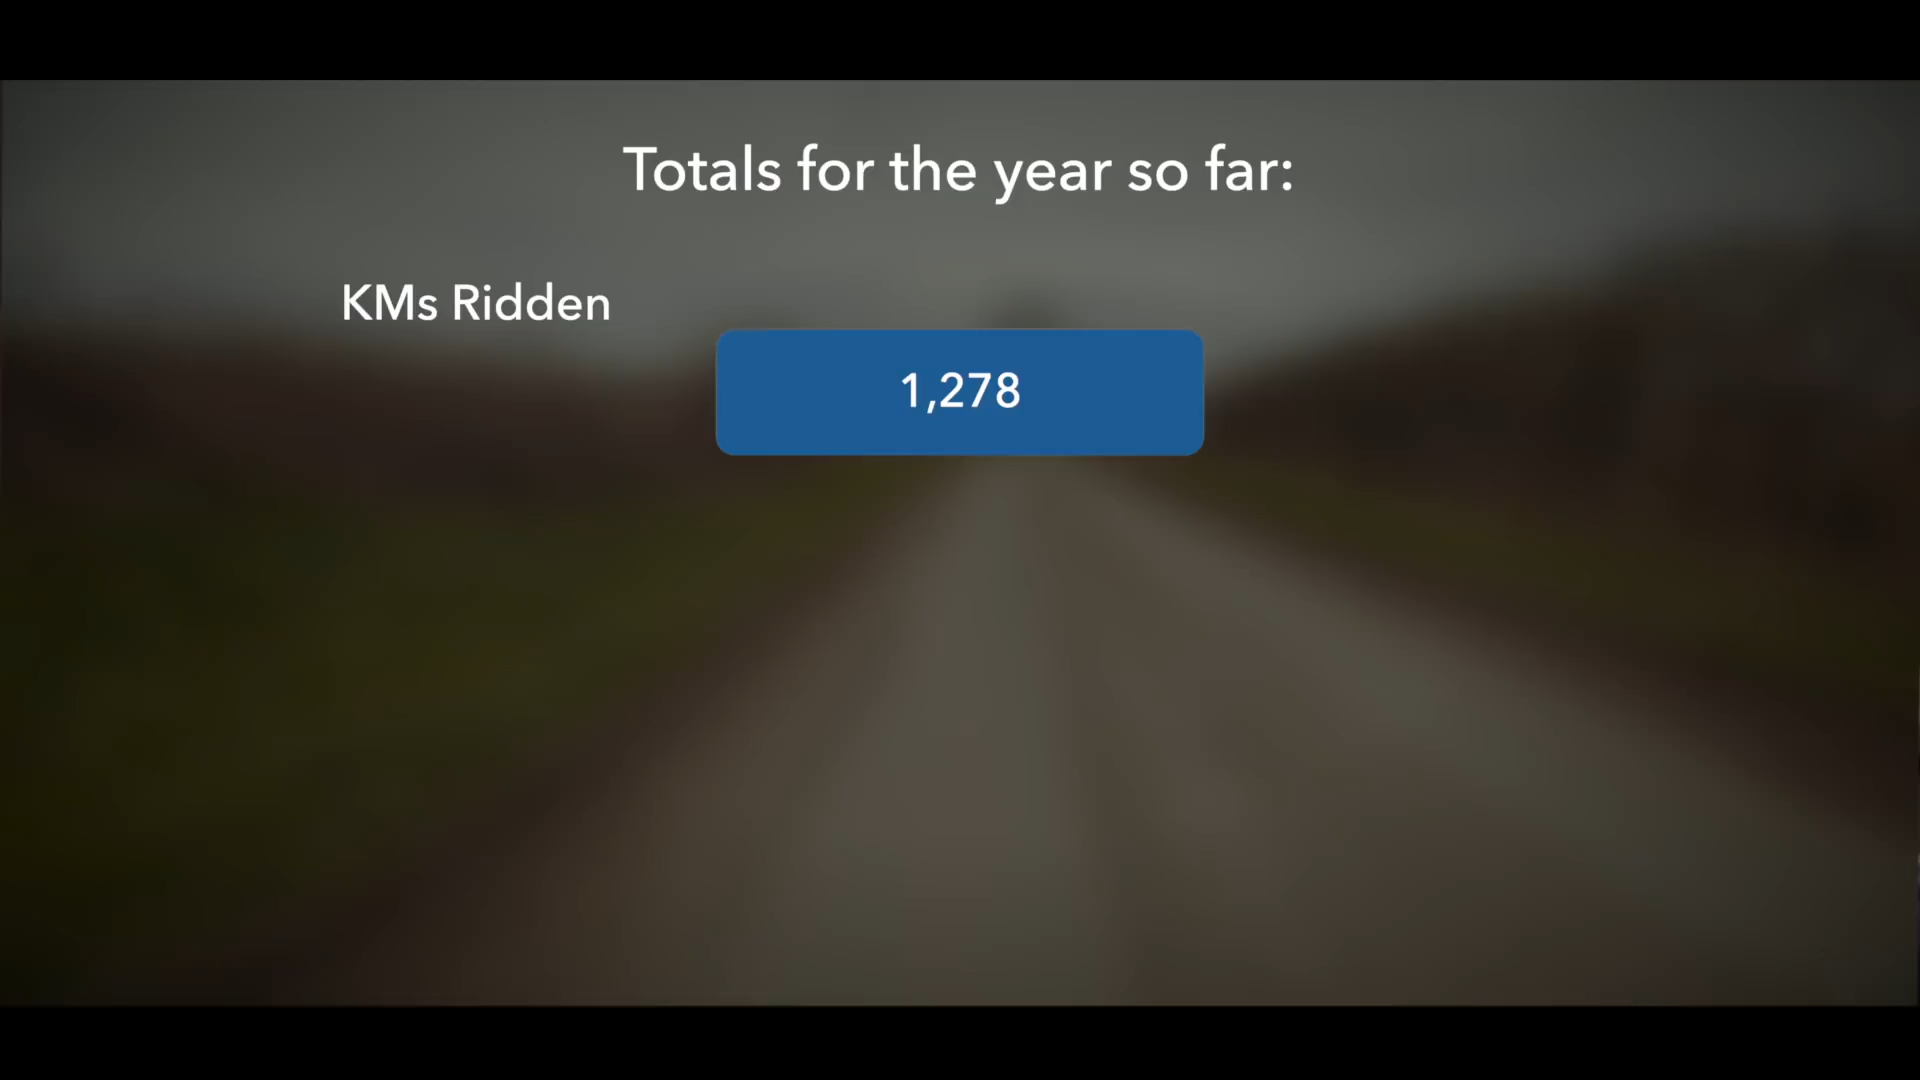 Totals for the year so far:
KMs Ridden
1,278